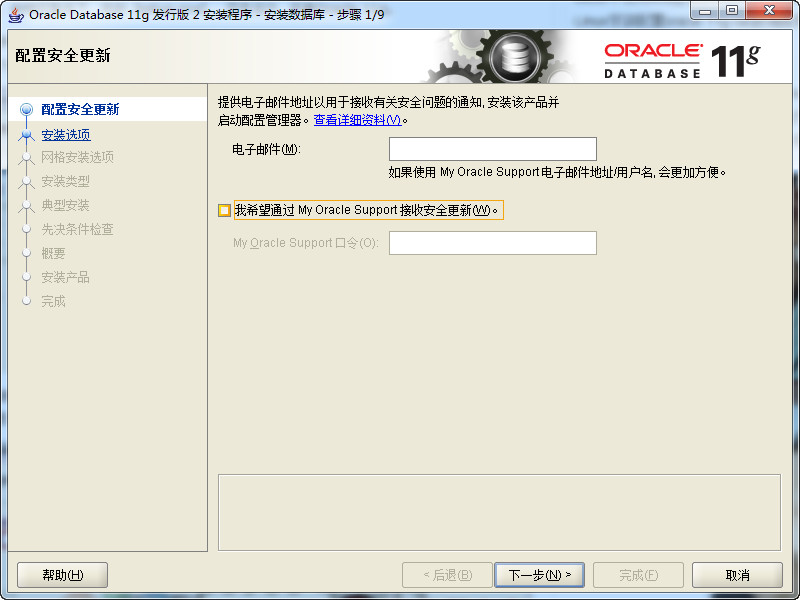 Oracle Database 11g 发行版 2 安装程序 - 安装数据库 - 步骤 1/9
配置安全更新
ORACLE
DATABASE
11g
配置安全更新
安装选项
网格安装选项
安装类型
典型安装
先决条件检查
概要
安装产品
完成
提供电子邮件地址以用于接收有关安全问题的通知, 安装该产品并
启动配置管理器。查看详细资料(V)。
电子邮件(M):
如果使用 My Oracle Support 电子邮件地址/用户名, 会更加方便。
我希望通过 My Oracle Support 接收安全更新(W)。
My Oracle Support 口令(O):
帮助(H)
< 后退(B)
下一步(N) >
完成(F)
取消